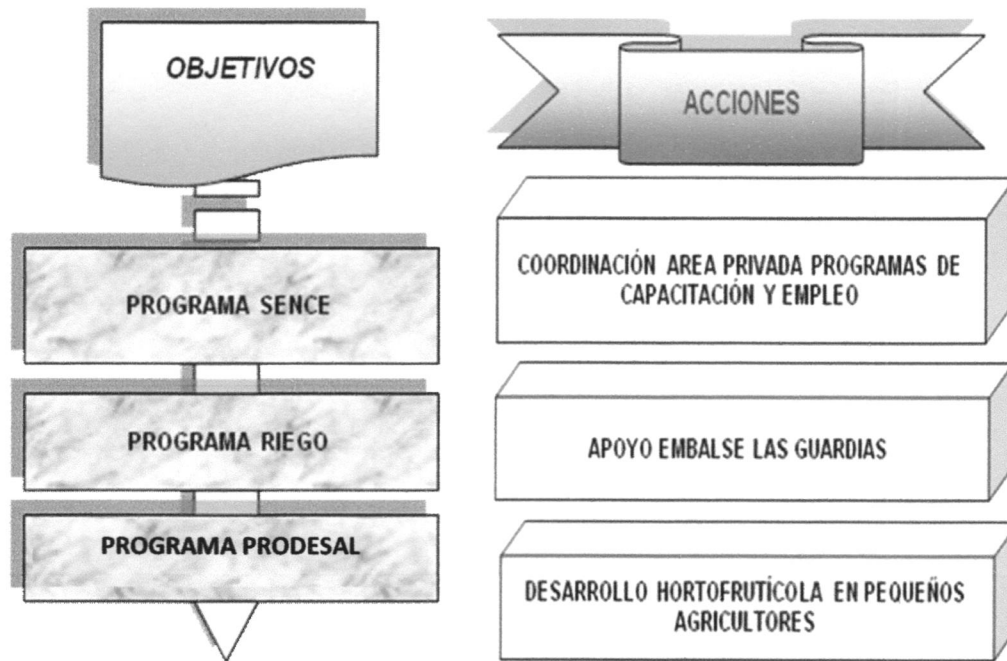 OBJETIVOS
ACCIONES
PROGRAMA SENCE
COORDINACIÓN AREA PRIVADA PROGRAMAS DE
CAPACITACIÓN Y EMPLEO
PROGRAMA RIEGO
APOYO EMBALSE LAS GUARDIAS
PROGRAMA PRODESAL
DESARROLLO HORTOFRUTÍCOLA EN PEQUEÑOS
AGRICULTORES